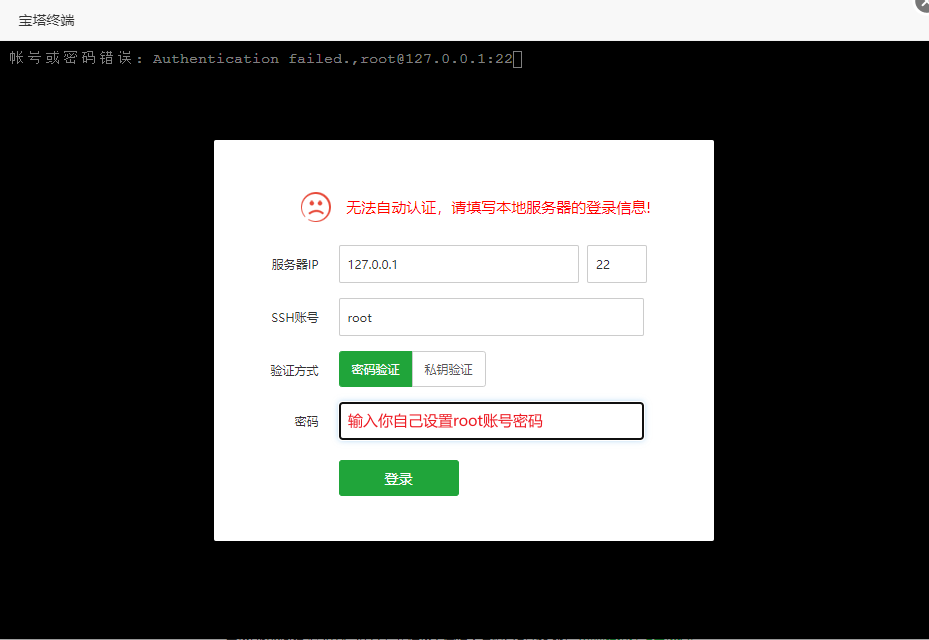 宝塔终端
帐号或密码错误: Authentication failed.,root@127.0.0.1:22
无法自动认证，请填写本地服务器的登录信息!
服务器IP 127.0.0.1 22
SSH账号 root
验证方式 密码验证 私钥验证
密码 输入你自己设置root账号密码
登录